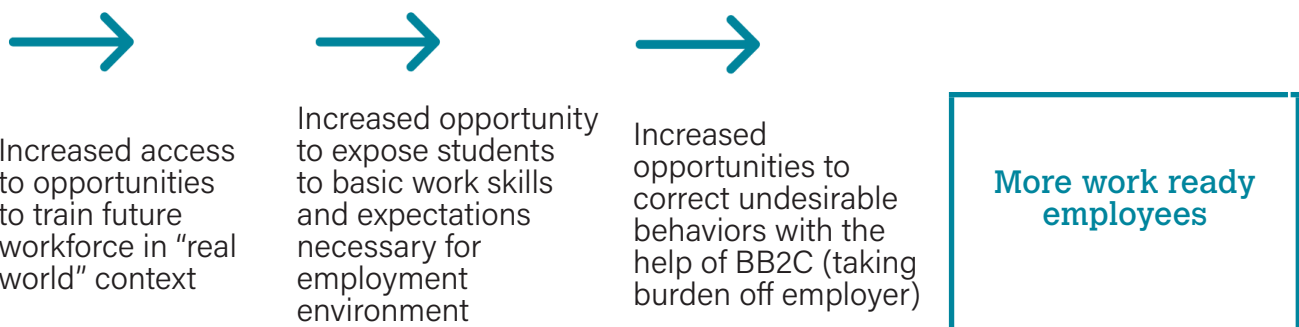 Increased access
to opportunities
to train future
workforce in “real
world” context
Increased opportunity
to expose students
to basic work skills
and expectations
necessary for
employment
environment
Increased
opportunities to
correct undesirable
behaviors with the
help of BB2C (taking
burden off employer)
More work ready
employees